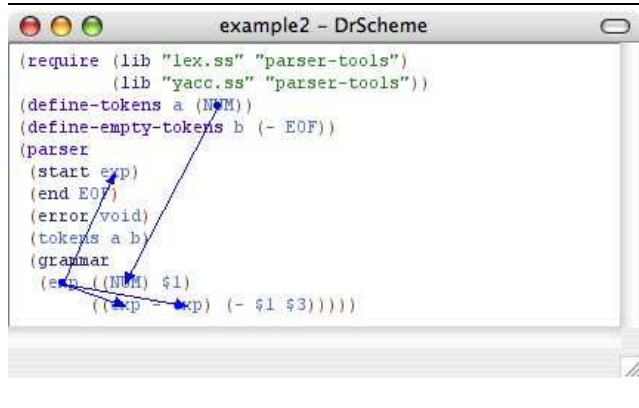 example2 - DrScheme
(require (lib "lex.ss" "parser-tools")
(lib "yacc.ss" "parser-tools"))
(define-tokens a (NUM))
(define-empty-tokens b (- EOF))
(parser
(start exp)
(end EOF)
(error void)
(tokens a b)
(grammar
(exp ((NUM) $1)
((exp - exp) (- $1 $3)))))